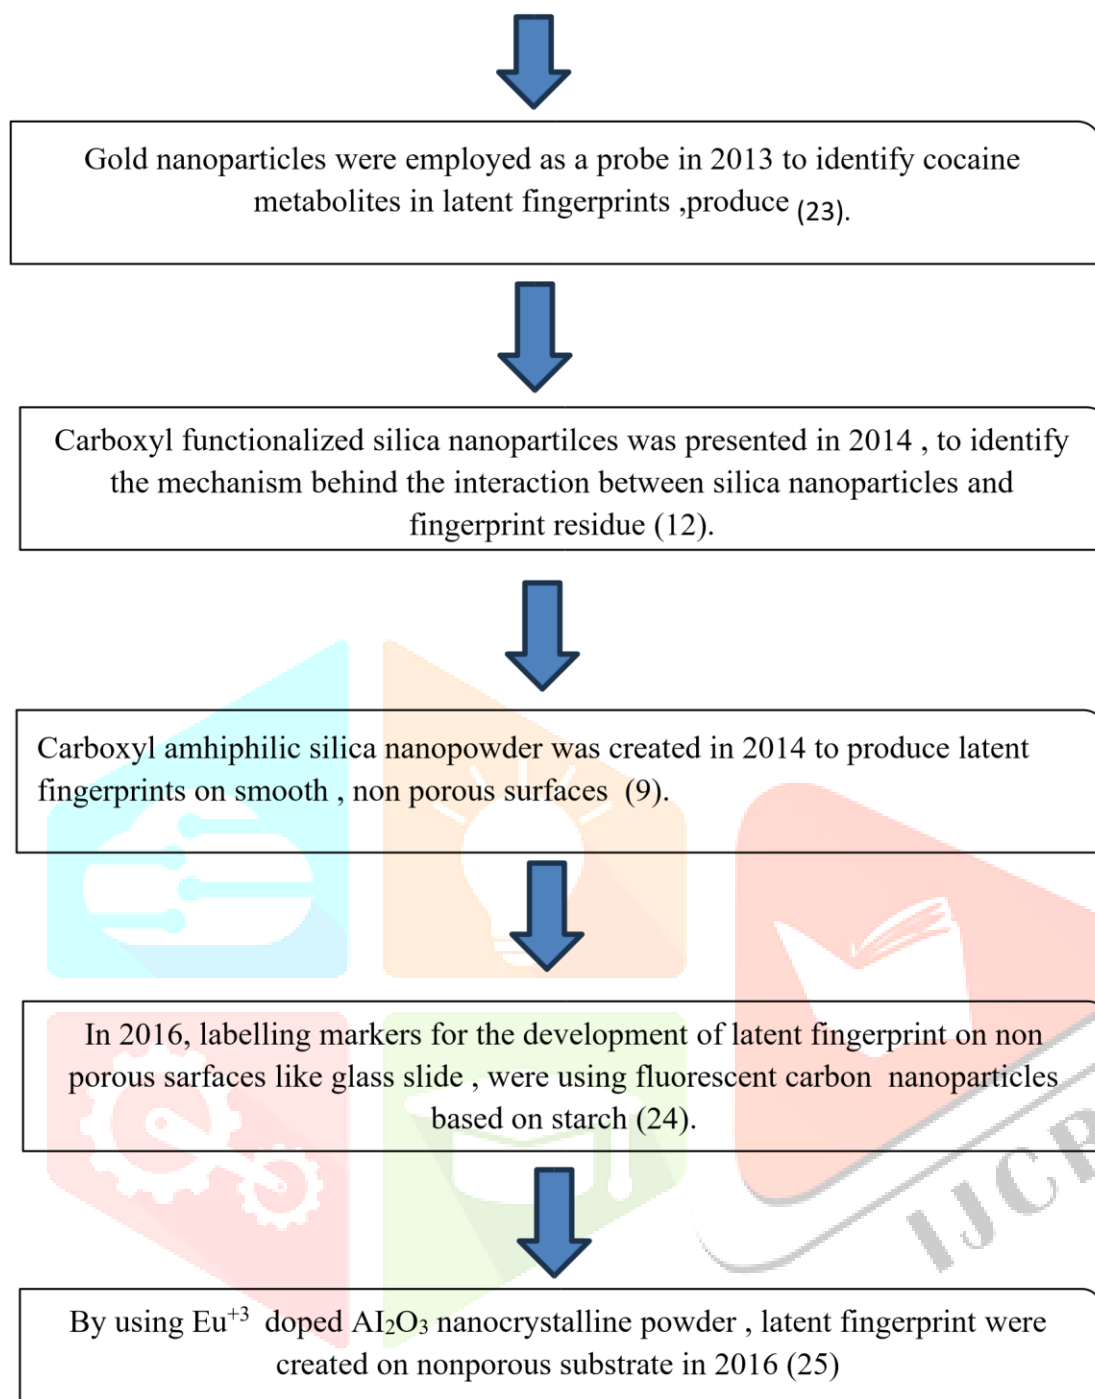 Gold nanoparticles were employed as a probe in 2013 to identify cocaine
metabolites in latent fingerprints ,produce (23).
Carboxyl functionalized silica nanopartilces was presented in 2014 , to identify
the mechanism behind the interaction between silica nanoparticles and
fingerprint residue (12).
Carboxyl amhiphilic silica nanopowder was created in 2014 to produce latent
fingerprints on smooth , non porous surfaces (9).
In 2016, labelling markers for the development of latent fingerprint on non
porous sarfaces like glass slide , were using fluorescent carbon nanoparticles
based on starch (24).
IJCB
By using Eu⁺³ doped AI₂O₃ nanocrystalline powder , latent fingerprint were
created on nonporous substrate in 2016 (25)